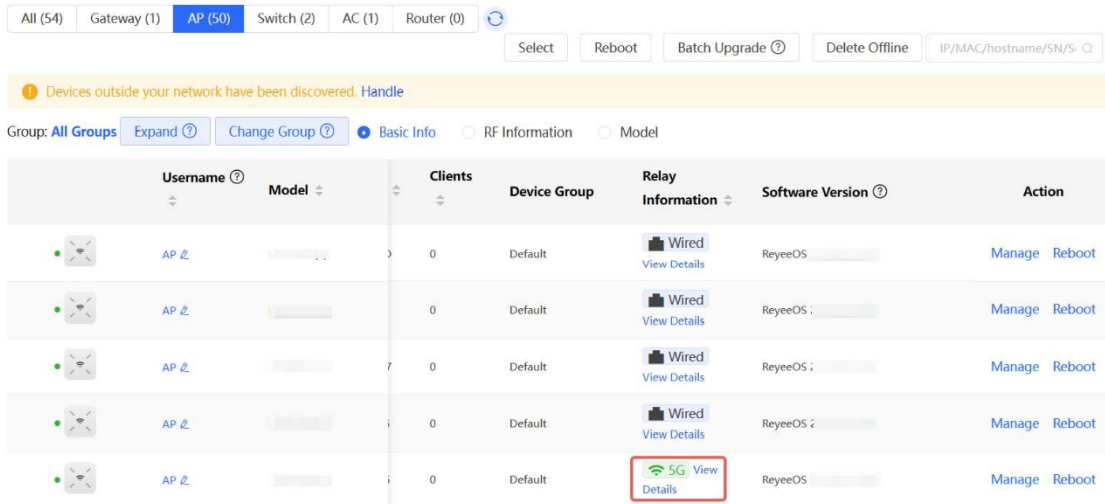 All (54) Gateway (1) AP (50) Switch (2) AC (1) Router (0)
Select Reboot Batch Upgrade Delete Offline IP/MAC/hostname/SN/S
Devices outside your network have been discovered. Handle
Group: All Groups Expand Change Group Basic Info RF Information Model
Username Model Clients Device Group Relay Information Software Version Action
AP 0 Default Wired ReyeeOS Manage Reboot
View Details
AP 0 Default Wired ReyeeOS Manage Reboot
View Details
AP 0 Default Wired ReyeeOS 2 Manage Reboot
View Details
AP 0 Default Wired ReyeeOS 2 Manage Reboot
View Details
AP 0 Default 5G View ReyeeOS Manage Reboot
Details